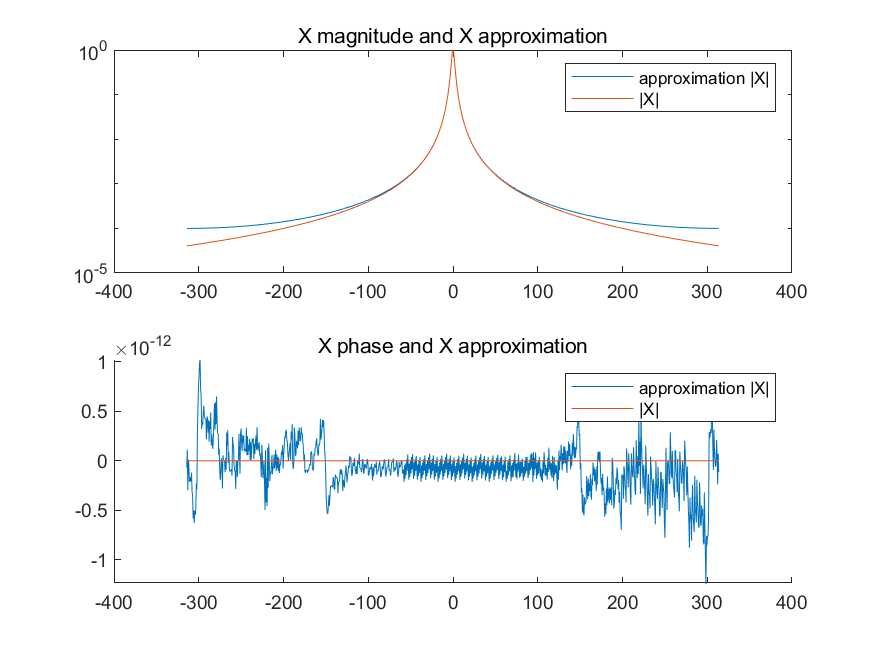 X magnitude and X approximation
10^0
approximation |X|
|X|
10^-5
-400 -300 -200 -100 0 100 200 300 400
X phase and X approximation
×10^-12
1
approximation |X|
|X|
0.5
0
-0.5
-1
-400 -300 -200 -100 0 100 200 300 400